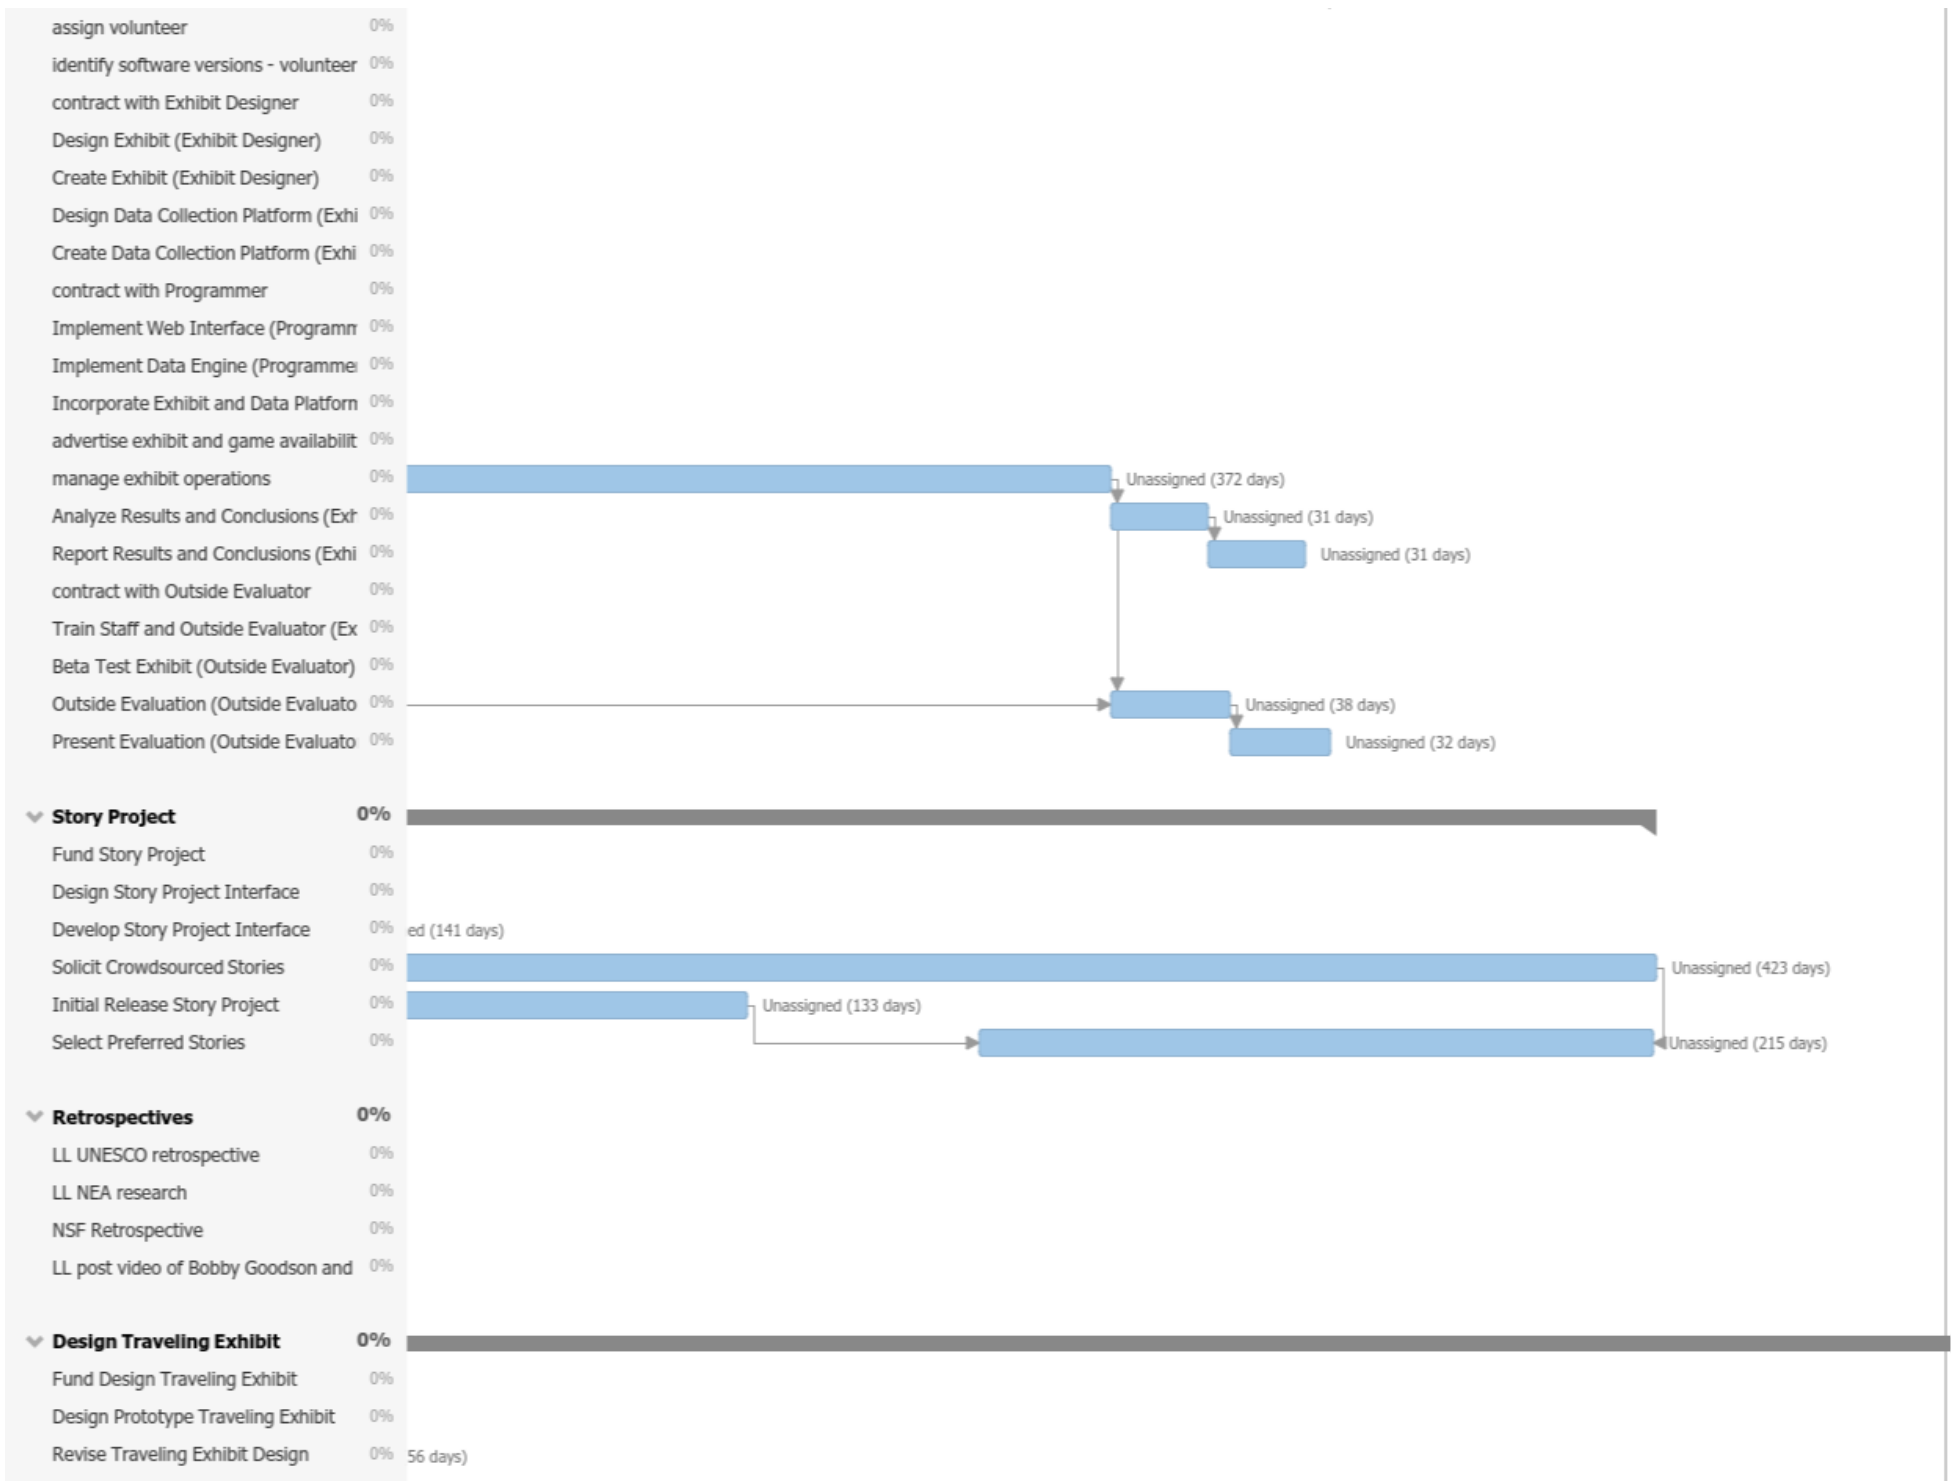 assign volunteer 0%
identify software versions - volunteer 0%
contract with Exhibit Designer 0%
Design Exhibit (Exhibit Designer) 0%
Create Exhibit (Exhibit Designer) 0%
Design Data Collection Platform (Exhi 0%
Create Data Collection Platform (Exhi 0%
contract with Programmer 0%
Implement Web Interface (Programm 0%
Implement Data Engine (Programmer 0%
Incorporate Exhibit and Data Platform 0%
advertise exhibit and game availabilit 0%
manage exhibit operations 0% Unassigned (372 days)
Analyze Results and Conclusions (Exh 0% Unassigned (31 days)
Report Results and Conclusions (Exhi 0% Unassigned (31 days)
contract with Outside Evaluator 0%
Train Staff and Outside Evaluator (Ex 0%
Beta Test Exhibit (Outside Evaluator) 0%
Outside Evaluation (Outside Evaluato 0% Unassigned (38 days)
Present Evaluation (Outside Evaluato 0% Unassigned (32 days)
Story Project 0%
Fund Story Project 0%
Design Story Project Interface 0%
Develop Story Project Interface 0% ed (141 days)
Solicit Crowdsourced Stories 0% Unassigned (423 days)
Initial Release Story Project 0% Unassigned (133 days)
Select Preferred Stories 0% Unassigned (215 days)
Retrospectives 0%
LL UNESCO retrospective 0%
LL NEA research 0%
NSF Retrospective 0%
LL post video of Bobby Goodson and 0%
Design Traveling Exhibit 0%
Fund Design Traveling Exhibit 0%
Design Prototype Traveling Exhibit 0%
Revise Traveling Exhibit Design 0% 56 days)